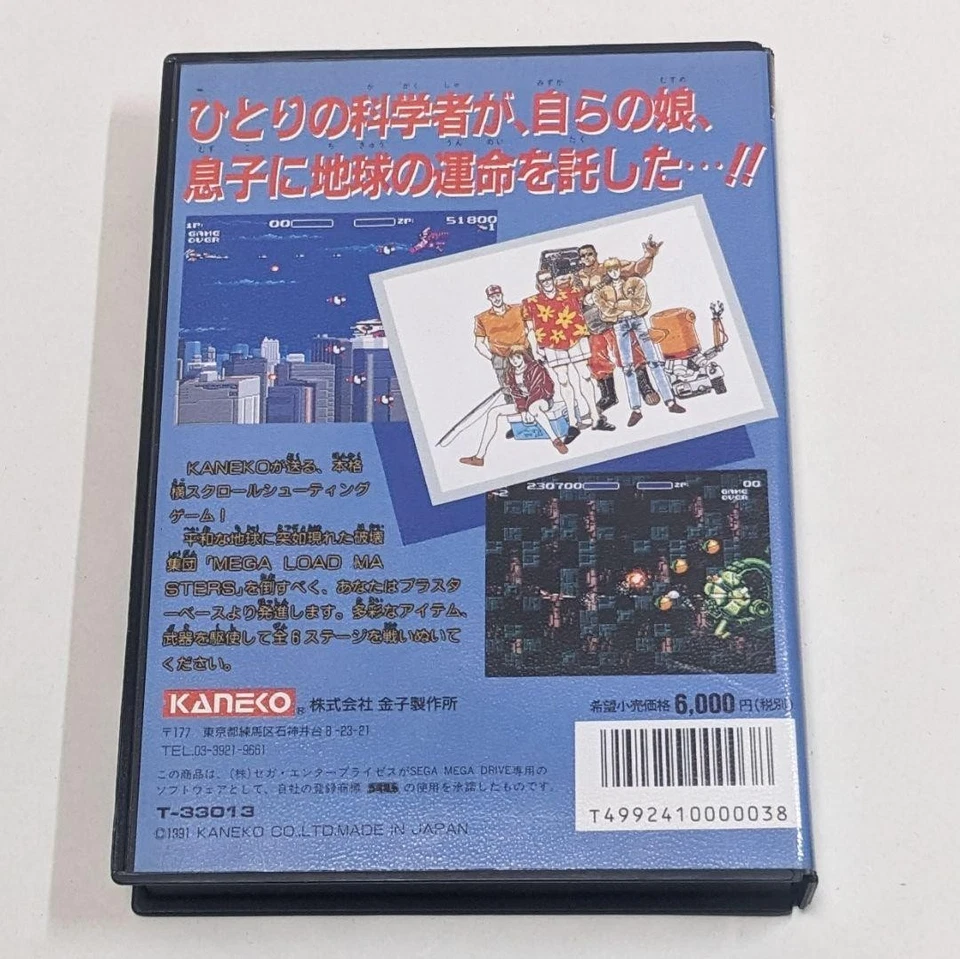 ひとりの科学者が、自らの娘、
息子に地球の運命を託した…!!
1P: 00 2P: 51800
GAME
OVER
KANEKOが送る、本格
横スクロールシューティング
ゲーム!
平和な地球に突如現れた破壊
集団「MEGA LOAD MA
STERS」を倒すべく、あなたはブラスタ
ーベースより発進します。多彩なアイテム、
武器を駆使して全6ステージを戦いぬいて
ください。
230700 2P 00
GAME
OVER
KANEKO® 株式会社 金子製作所
〒177 東京都練馬区石神井台8-23-21
TEL.03-3921-9661
この商品は、(株)セガ・エンタープライゼスがSEGA MEGA DRIVE専用の
ソフトウェアとして、自社の登録商標 SEGA の使用を承諾したものです。
T-33013
©1991 KANEKO CO.,LTD.MADE IN JAPAN
希望小売価格 6,000円(税別)
T4992410000038